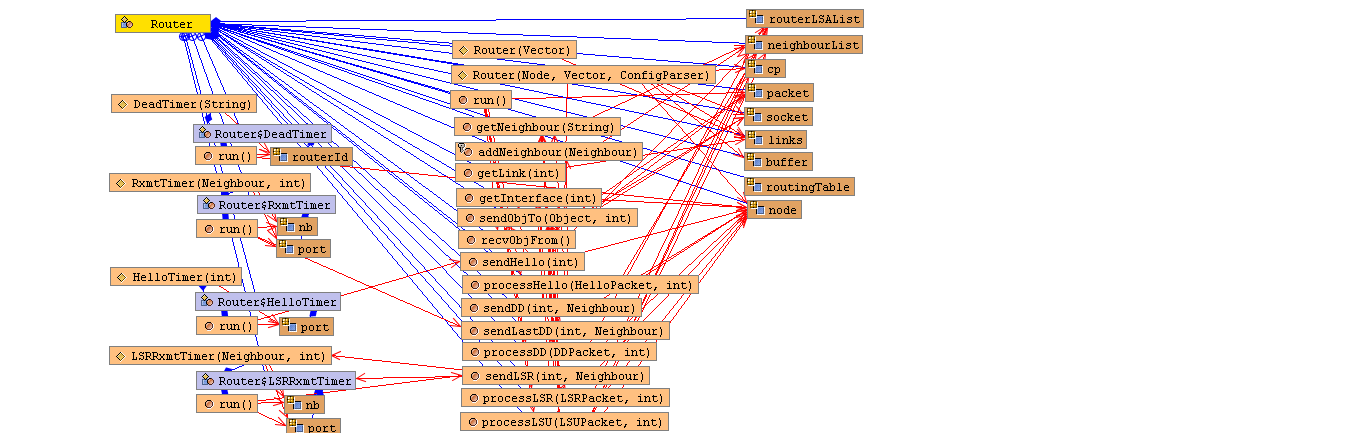 Router
DeadTimer(String)
Router$DeadTimer
run()
routerId
RxmtTimer(Neighbour, int)
Router$RxmtTimer
run()
nb
port
HelloTimer(int)
Router$HelloTimer
run()
port
LSRRxmtTimer(Neighbour, int)
Router$LSRRxmtTimer
run()
nb
port
Router(Vector)
Router(Node, Vector, ConfigParser)
run()
getNeighbour(String)
addNeighbour(Neighbour)
getLink(int)
getInterface(int)
sendObjTo(Object, int)
recvObjFrom()
sendHello(int)
processHello(HelloPacket, int)
sendDD(int, Neighbour)
sendLastDD(int, Neighbour)
processDD(DDPacket, int)
sendLSR(int, Neighbour)
processLSR(LSRPacket, int)
processLSU(LSUPacket, int)
routerLSAList
neighbourList
cp
packet
socket
links
buffer
routingTable
node